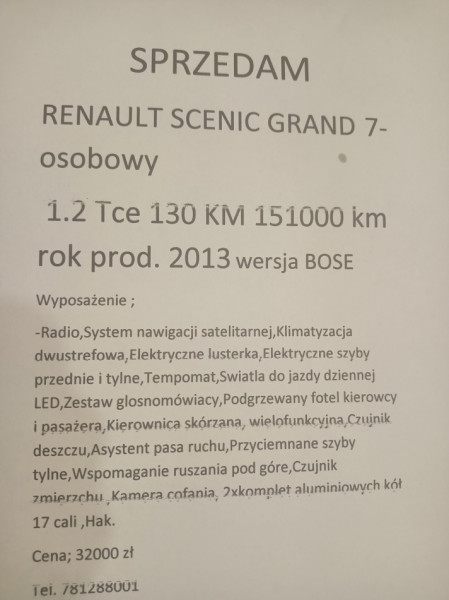 SPRZEDAM
RENAULT SCENIC GRAND 7-
osobowy
1.2 Tce 130 KM 151000 km
rok prod. 2013 wersja BOSE
Wyposażenie ;
-Radio,System nawigacji satelitarnej,Klimatyzacja
dwustrefowa,Elektryczne lusterka,Elektryczne szyby
przednie i tylne,Tempomat,Swiatla do jazdy dziennej
LED,Zestaw glosnomówiacy,Podgrzewany fotel kierowcy
i pasażera,Kierownica skórzana, wielofunkcyjna,Czujnik
deszczu,Asystent pasa ruchu,Przyciemnane szyby
tylne,Wspomaganie ruszania pod góre,Czujnik
zmierzchu ,Kamera cofania, 2xkomplet aluminiowych kół
17 cali ,Hak.
Cena; 32000 zł
Tel. 781288001